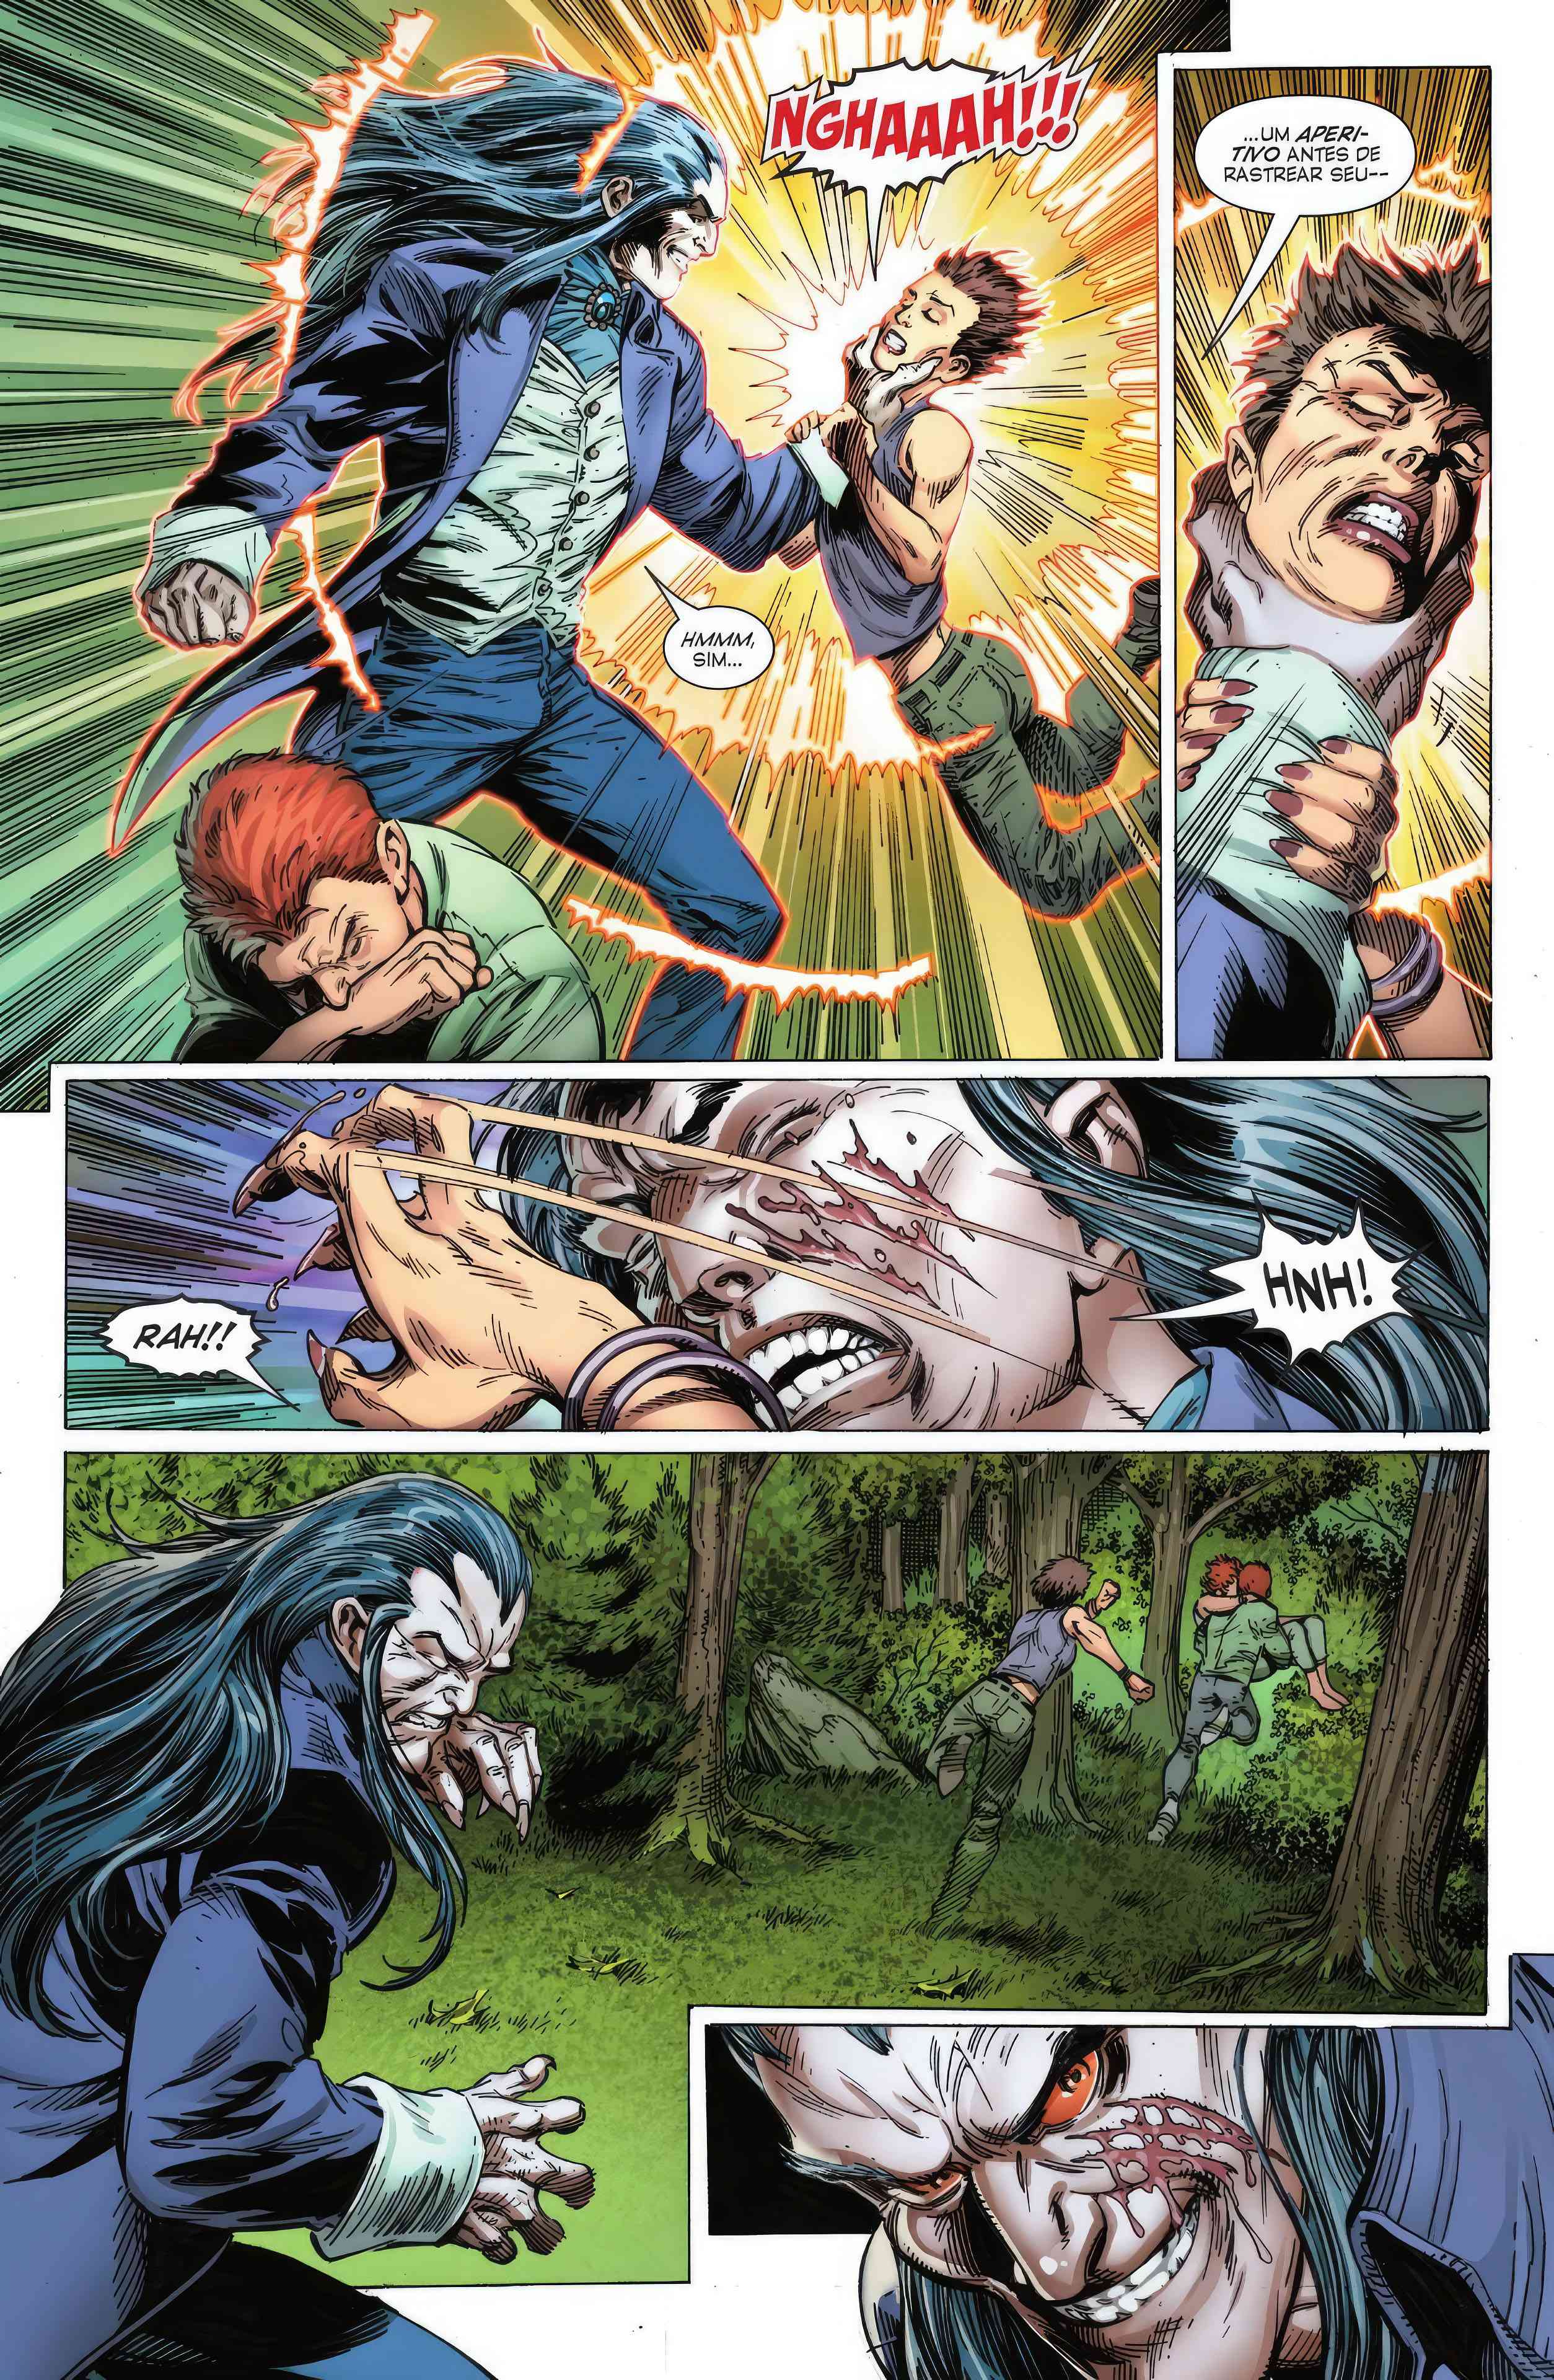 NGHAAAH!!!
HMMM,
SIM...
...UM APERI-
TIVO ANTES DE
RASTREAR SEU--
RAH!!
HNH!